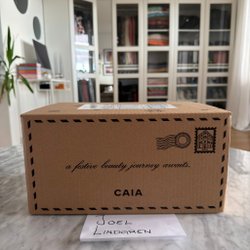 a festive beauty journey awaits.
CAIA
JOEL
LINDGREN